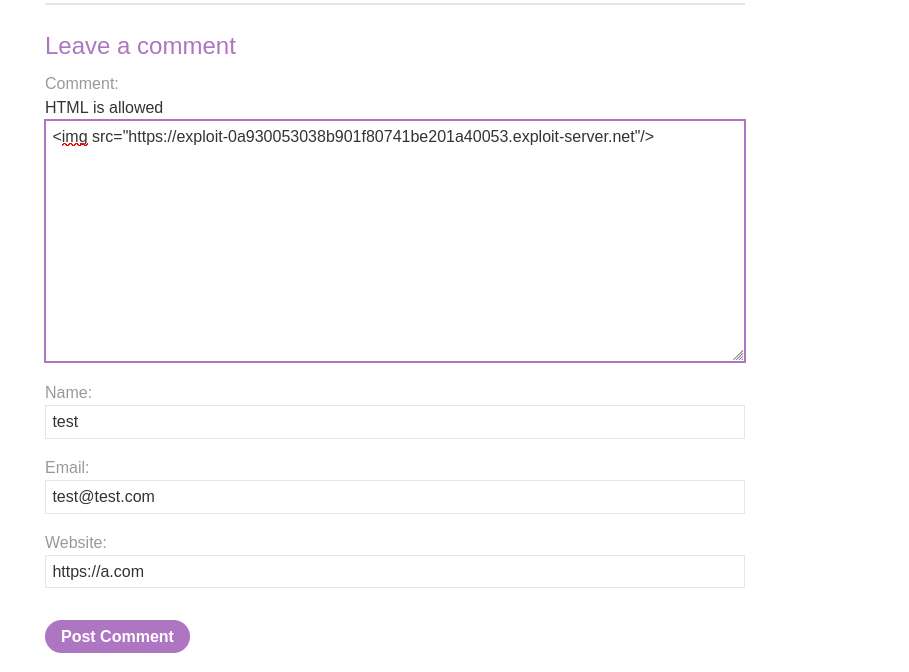 Leave a comment
Comment:
HTML is allowed
<img src="https://exploit-0a930053038b901f80741be201a40053.exploit-server.net"/>
Name:
test
Email:
test@test.com
Website:
https://a.com
Post Comment